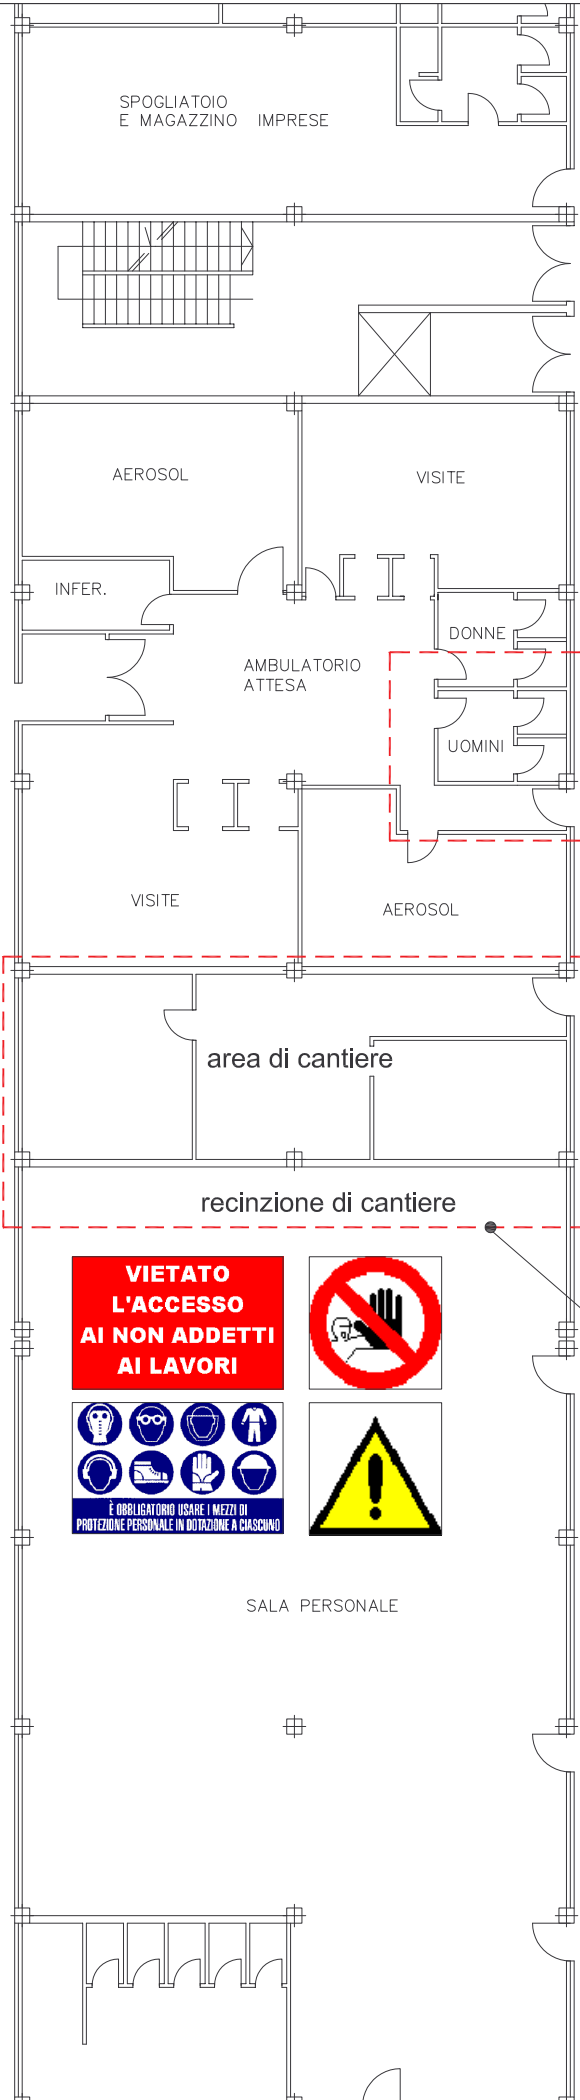 SPOGLIATOIO
E MAGAZZINO IMPRESE
AEROSOL
VISITE
INFER.
DONNE
AMBULATORIO
ATTESA
UOMINI
VISITE
AEROSOL
area di cantiere
recinzione di cantiere
VIETATO
L'ACCESSO
AI NON ADDETTI
AI LAVORI
È OBBLIGATORIO USARE I MEZZI DI
PROTEZIONE PERSONALE IN DOTAZIONE A CIASCUNO
SALA PERSONALE